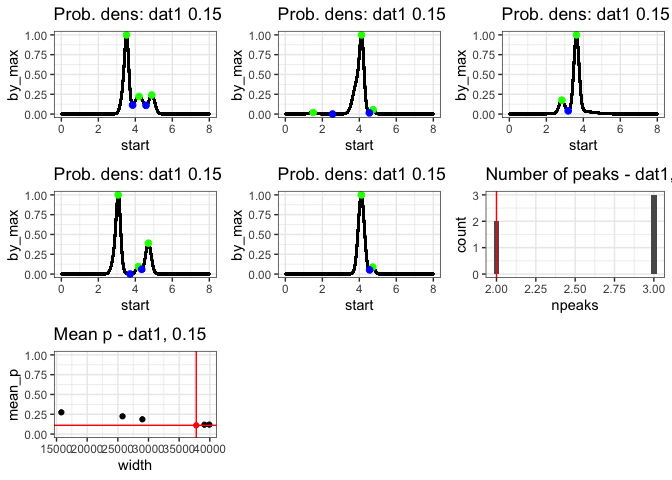 Prob. dens: dat1 0.15 Prob. dens: dat1 0.15 Prob. dens: dat1 0.15
by_max 1.00 0.75 0.50 0.25 0.00 by_max 1.00 0.75 0.50 0.25 0.00 by_max 1.00 0.75 0.50 0.25 0.00
0 2 4 6 8 0 2 4 6 8 0 2 4 6 8
start start start
Prob. dens: dat1 0.15 Prob. dens: dat1 0.15 Number of peaks - dat1,
by_max 1.00 0.75 0.50 0.25 0.00 by_max 1.00 0.75 0.50 0.25 0.00 count 3 2 1 0
0 2 4 6 8 0 2 4 6 8 2.00 2.25 2.50 2.75 3.00
start start npeaks
Mean p - dat1, 0.15
mean_p 1.00 0.75 0.50 0.25 0.00
15000 20000 25000 30000 35000 40000
width